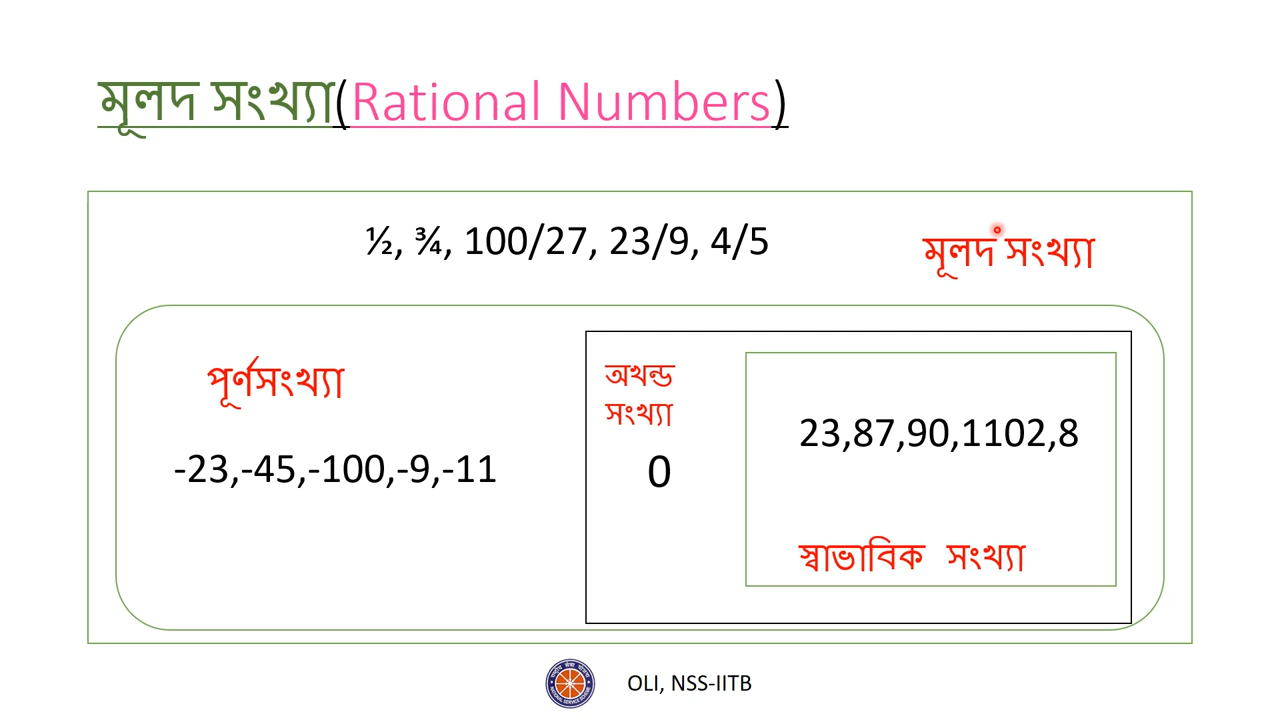 মূলদ সংখ্যা(Rational Numbers)
½, ¾, 100/27, 23/9, 4/5
মূলদ সংখ্যা
পূর্ণসংখ্যা
-23,-45,-100,-9,-11
অখন্ড
সংখ্যা
0
23,87,90,1102,8
স্বাভাবিক সংখ্যা
OLI, NSS-IITB